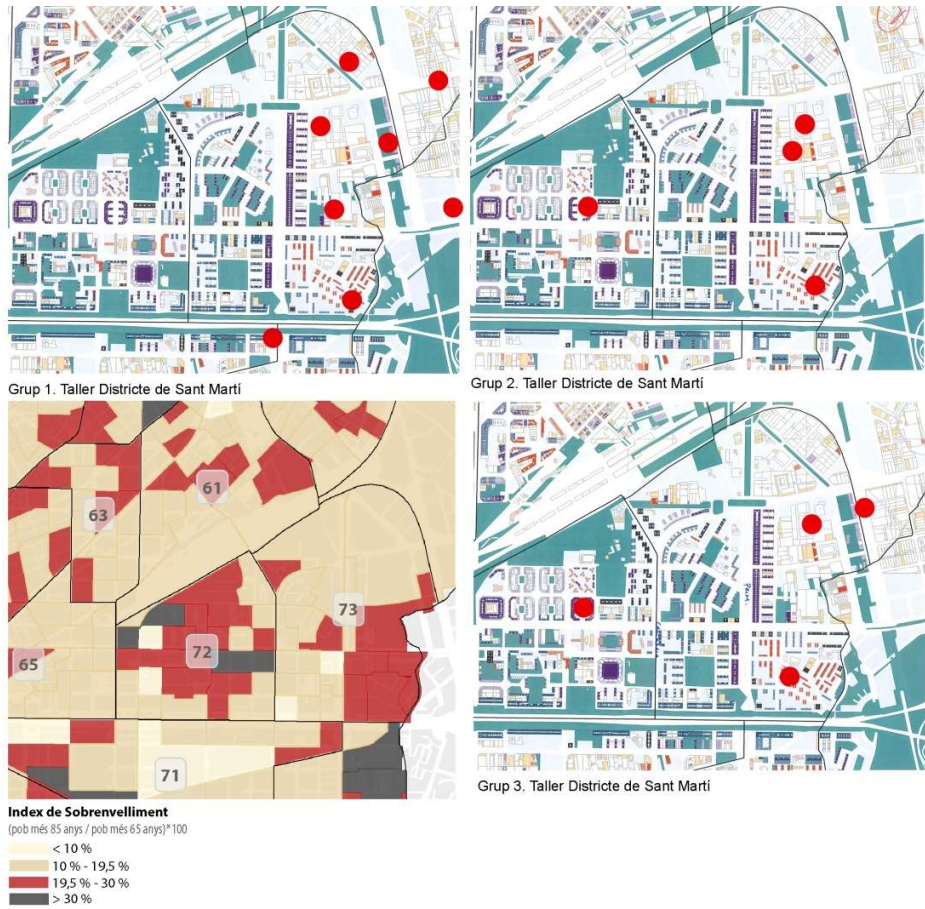 Grup 1. Taller Districte de Sant Martí
Grup 2. Taller Districte de Sant Martí
61
63
73
72
65
71
Grup 3. Taller Districte de Sant Martí
Index de Sobrenvelliment
(pob més 85 anys / pob més 65 anys)*100
< 10 %
10 % - 19,5 %
19,5 % - 30 %
> 30 %